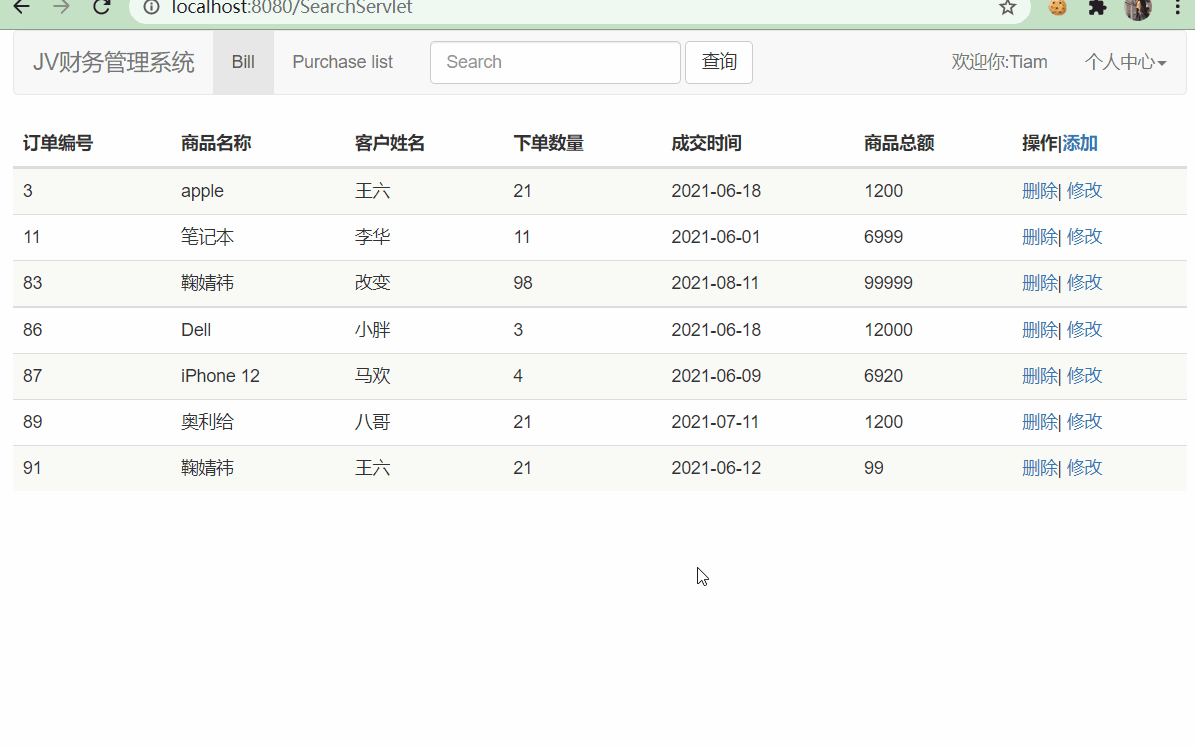 localhost:8080/SearchServlet
JV财务管理系统 Bill Purchase list Search 查询 欢迎你:Tiam 个人中心
订单编号 商品名称 客户姓名 下单数量 成交时间 商品总额 操作|添加
3 apple 王六 21 2021-06-18 1200 删除| 修改
11 笔记本 李华 11 2021-06-01 6999 删除| 修改
83 鞠婧祎 改变 98 2021-08-11 99999 删除| 修改
86 Dell 小胖 3 2021-06-18 12000 删除| 修改
87 iPhone 12 马欢 4 2021-06-09 6920 删除| 修改
89 奥利给 八哥 21 2021-07-11 1200 删除| 修改
91 鞠婧祎 王六 21 2021-06-12 99 删除| 修改